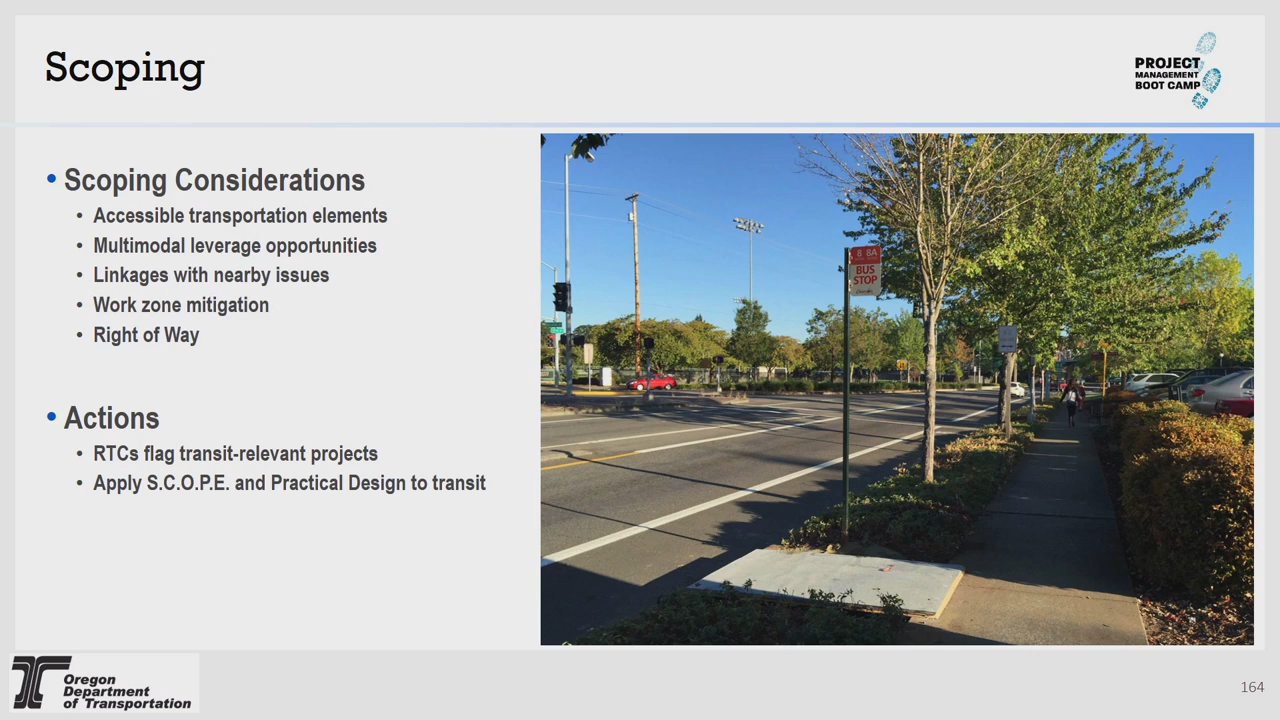 Scoping
PROJECT
MANAGEMENT
BOOT CAMP
• Scoping Considerations
• Accessible transportation elements
• Multimodal leverage opportunities
• Linkages with nearby issues
• Work zone mitigation
• Right of Way
• Actions
• RTCs flag transit-relevant projects
• Apply S.C.O.P.E. and Practical Design to transit
8 8A
BUS
STOP
Oregon
Department
of Transportation
164